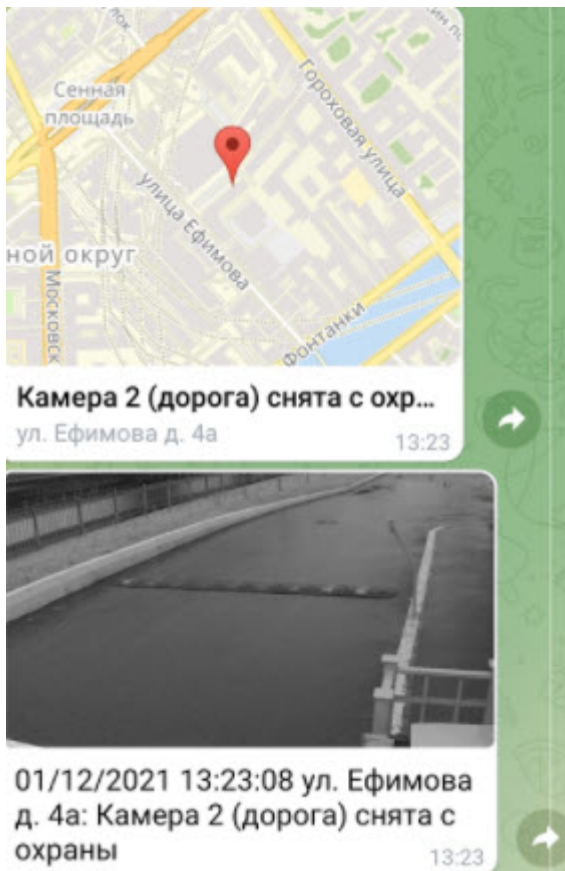 Сенная
площадь
Гороховая улица
улица Ефимова
ной округ
Московск
Фонтанки
Камера 2 (дорога) снята с охр...
ул. Ефимова д. 4а
13:23
01/12/2021 13:23:08 ул. Ефимова
д. 4а: Камера 2 (дорога) снята с
охраны
13:23